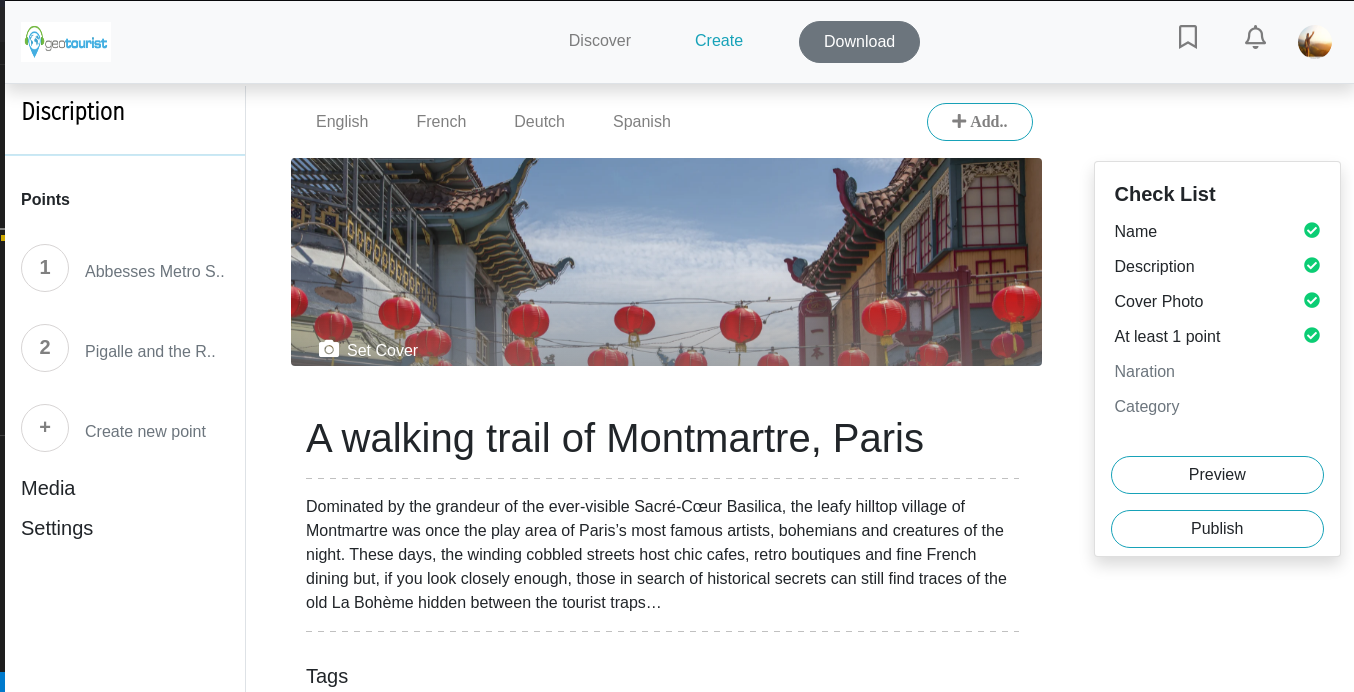 geotourist
Discover
Create
Download
Discription
Points
1
Abbesses Metro S..
2
Pigalle and the R..
+
Create new point
Media
Settings
English
French
Deutch
Spanish
+ Add..
Set Cover
A walking trail of Montmartre, Paris
Dominated by the grandeur of the ever-visible Sacré-Cœur Basilica, the leafy hilltop village of
Montmartre was once the play area of Paris’s most famous artists, bohemians and creatures of the
night. These days, the winding cobbled streets host chic cafes, retro boutiques and fine French
dining but, if you look closely enough, those in search of historical secrets can still find traces of the
old La Bohème hidden between the tourist traps…
Tags
Check List
Name
Description
Cover Photo
At least 1 point
Naration
Category
Preview
Publish